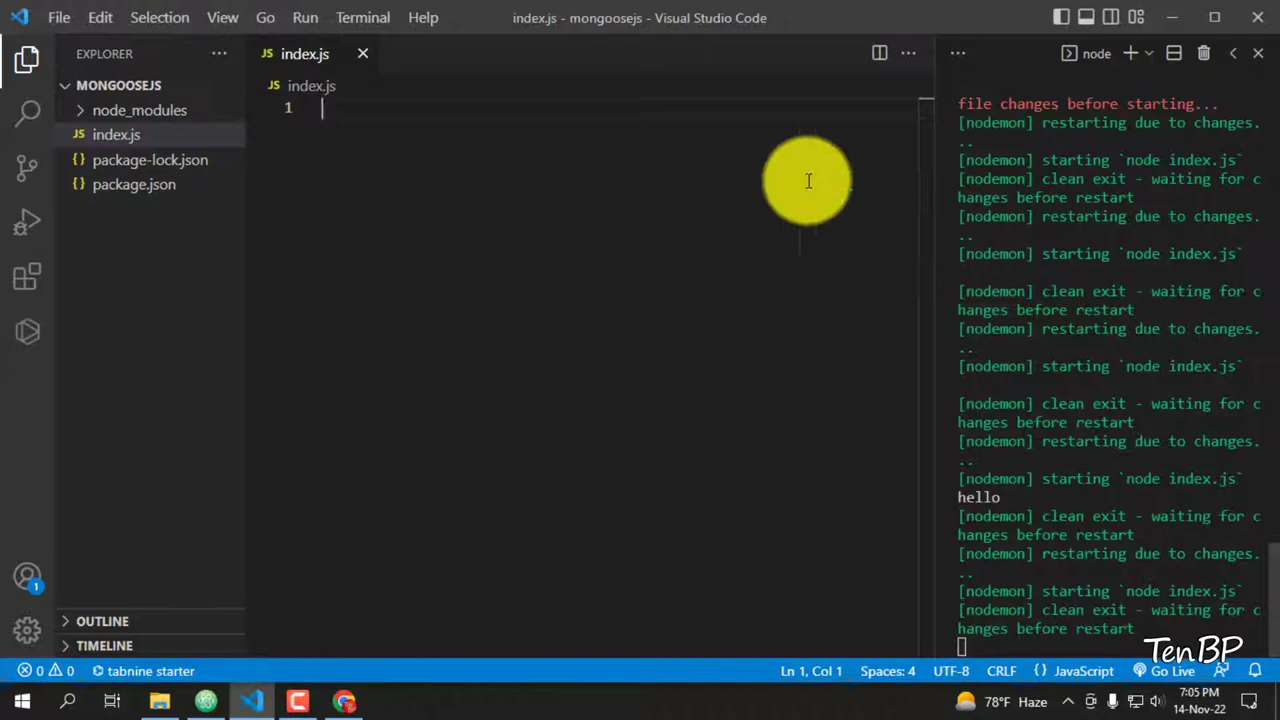 File Edit Selection View Go Run Terminal Help index.js - mongoosejs - Visual Studio Code
EXPLORER
MONGOOSEJS
node_modules
JS index.js
{} package-lock.json
{} package.json
OUTLINE
TIMELINE
JS index.js
JS index.js
1
node
file changes before starting...
[nodemon] restarting due to changes.
..
[nodemon] starting `node index.js`
[nodemon] clean exit - waiting for c
hanges before restart
[nodemon] restarting due to changes.
..
[nodemon] starting `node index.js`
[nodemon] clean exit - waiting for c
hanges before restart
[nodemon] restarting due to changes.
..
[nodemon] starting `node index.js`
[nodemon] clean exit - waiting for c
hanges before restart
[nodemon] restarting due to changes.
..
[nodemon] starting `node index.js`
hello
[nodemon] clean exit - waiting for c
hanges before restart
[nodemon] restarting due to changes.
..
[nodemon] starting `node index.js`
[nodemon] clean exit - waiting for c
hanges before restart
TenBP
1
0 0 tabnine starter Ln 1, Col 1 Spaces: 4 UTF-8 CRLF {} JavaScript Go Live
78°F Haze 7:05 PM
14-Nov-22